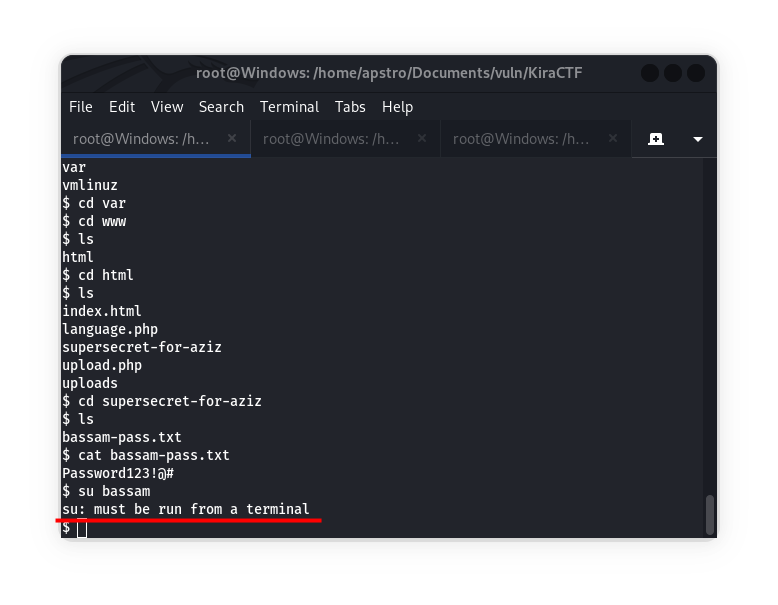 root@Windows: /home/apstro/Documents/vuln/KiraCTF
File Edit View Search Terminal Tabs Help
root@Windows: /h... × root@Windows: /h... × root@Windows: /h... ×
var
vmlinuz
$ cd var
$ cd www
$ ls
html
$ cd html
$ ls
index.html
language.php
supersecret-for-aziz
upload.php
uploads
$ cd supersecret-for-aziz
$ ls
bassam-pass.txt
$ cat bassam-pass.txt
Password123!@#
$ su bassam
su: must be run from a terminal
$